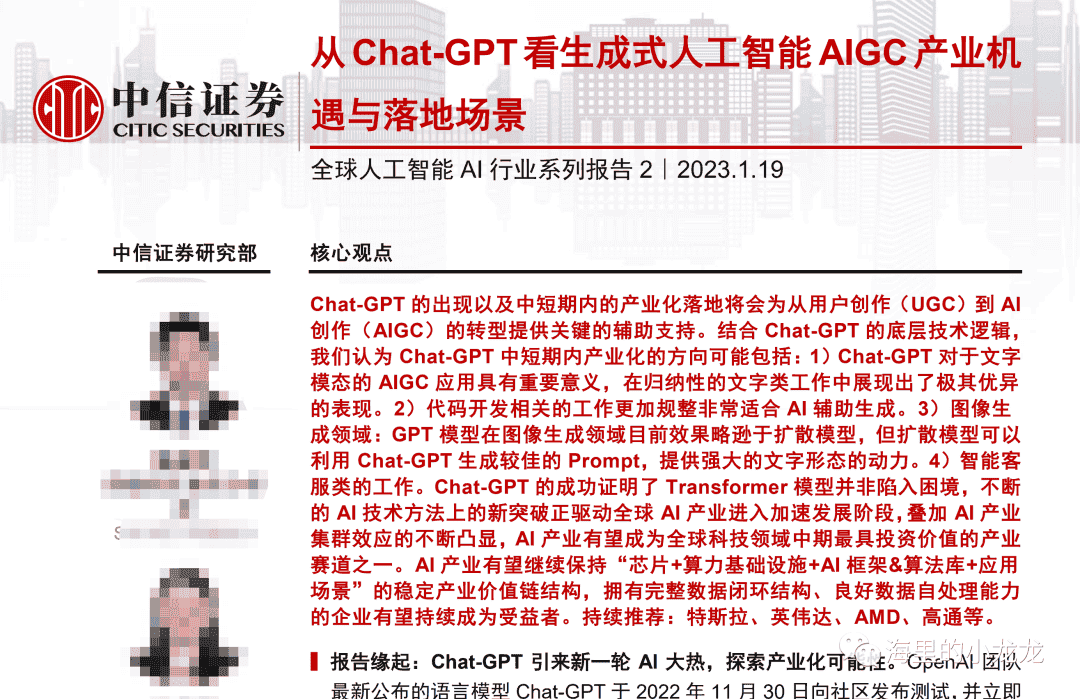 从 Chat-GPT 看生成式人工智能 AIGC 产业机
遇与落地场景
中信证券
CITIC SECURITIES
CITIC
全球人工智能 AI 行业系列报告 2｜2023.1.19
中信证券研究部
核心观点
Chat-GPT 的出现以及中短期内的产业化落地将会为从用户创作（UGC）到 AI
创作（AIGC）的转型提供关键的辅助支持。结合 Chat-GPT 的底层技术逻辑，
我们认为 Chat-GPT 中短期内产业化的方向可能包括：1）Chat-GPT 对于文字
模态的 AIGC 应用具有重要意义，在归纳性的文字类工作中展现出了极其优异
的表现。2）代码开发相关的工作更加规整非常适合 AI 辅助生成。3）图像生
成领域：GPT 模型在图像生成领域目前效果略逊于扩散模型，但扩散模型可以
利用 Chat-GPT 生成较佳的 Prompt，提供强大的文字形态的动力。4）智能客
服类的工作。Chat-GPT 的成功证明了 Transformer 模型并非陷入困境，不断
的 AI 技术方法上的新突破正驱动全球 AI 产业进入加速发展阶段，叠加 AI 产业
集群效应的不断凸显，AI 产业有望成为全球科技领域中期最具投资价值的产业
赛道之一。AI 产业有望继续保持“芯片+算力基础设施+AI 框架&算法库+应用
场景”的稳定产业价值链结构，拥有完整数据闭环结构、良好数据自处理能力
的企业有望持续成为受益者。持续推荐：特斯拉、英伟达、AMD、高通等。
报告缘起：Chat-GPT 引来新一轮 AI 大热，探索产业化可能性。OpenAI 团队
最新公布的语言模型 Chat-GPT 于 2022 年 11 月 30 日向社区发布测试，并立即
海里的小龙龙